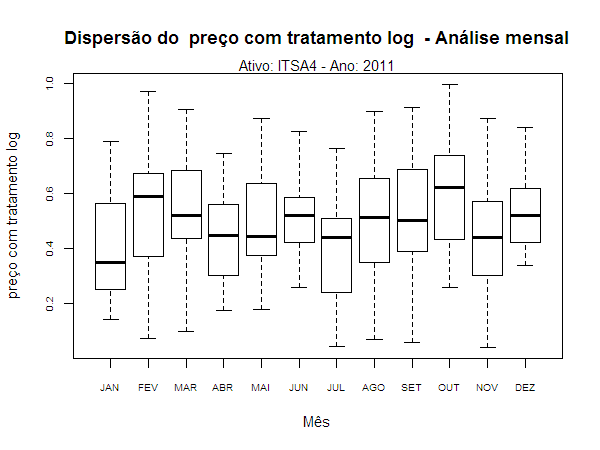 Dispersão do  preço com tratamento log  - Análise mensal
Ativo: ITSA4 - Ano: 2011
preço com tratamento log
1.0
0.8
0.6
0.4
0.2
JAN FEV MAR ABR MAI JUN JUL AGO SET OUT NOV DEZ
Mês